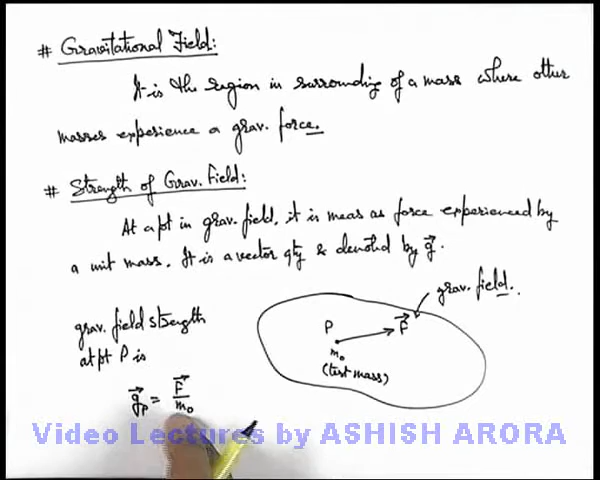 # Gravitational Field:
It is the region in surrounding of a mass where other
masses experience a grav. force.
# Strength of Grav. Field:
At a pt in grav. field, it is meas as force experienced by
a unit mass. It is a vector qty & denoted by g⃗.
grav. field.
grav. field strength
at pt P is
P
F⃗
m₀
(test mass)
g⃗ₚ = F⃗/m₀
Video Lectures by ASHISH ARORA